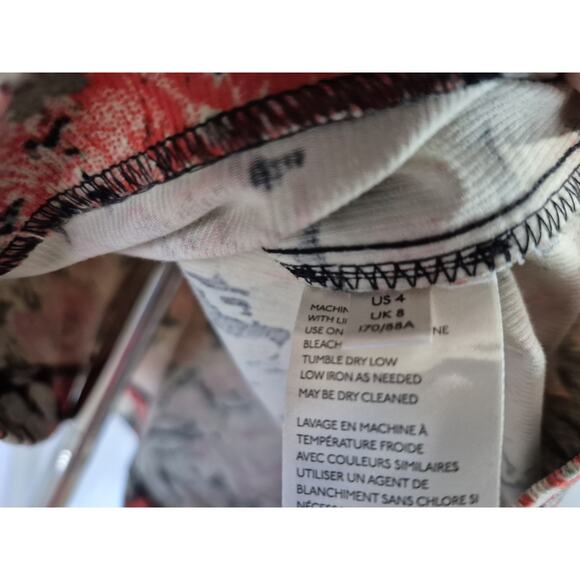 US 4
UK 8
170/88A
MACHIN
WITH LI
USE ON NE
BLEACH
TUMBLE DRY LOW
LOW IRON AS NEEDED
MAY BE DRY CLEANED
LAVAGE EN MACHINE À
TEMPÉRATURE FROIDE
AVEC COULEURS SIMILAIRES
UTILISER UN AGENT DE
BLANCHIMENT SANS CHLORE SI